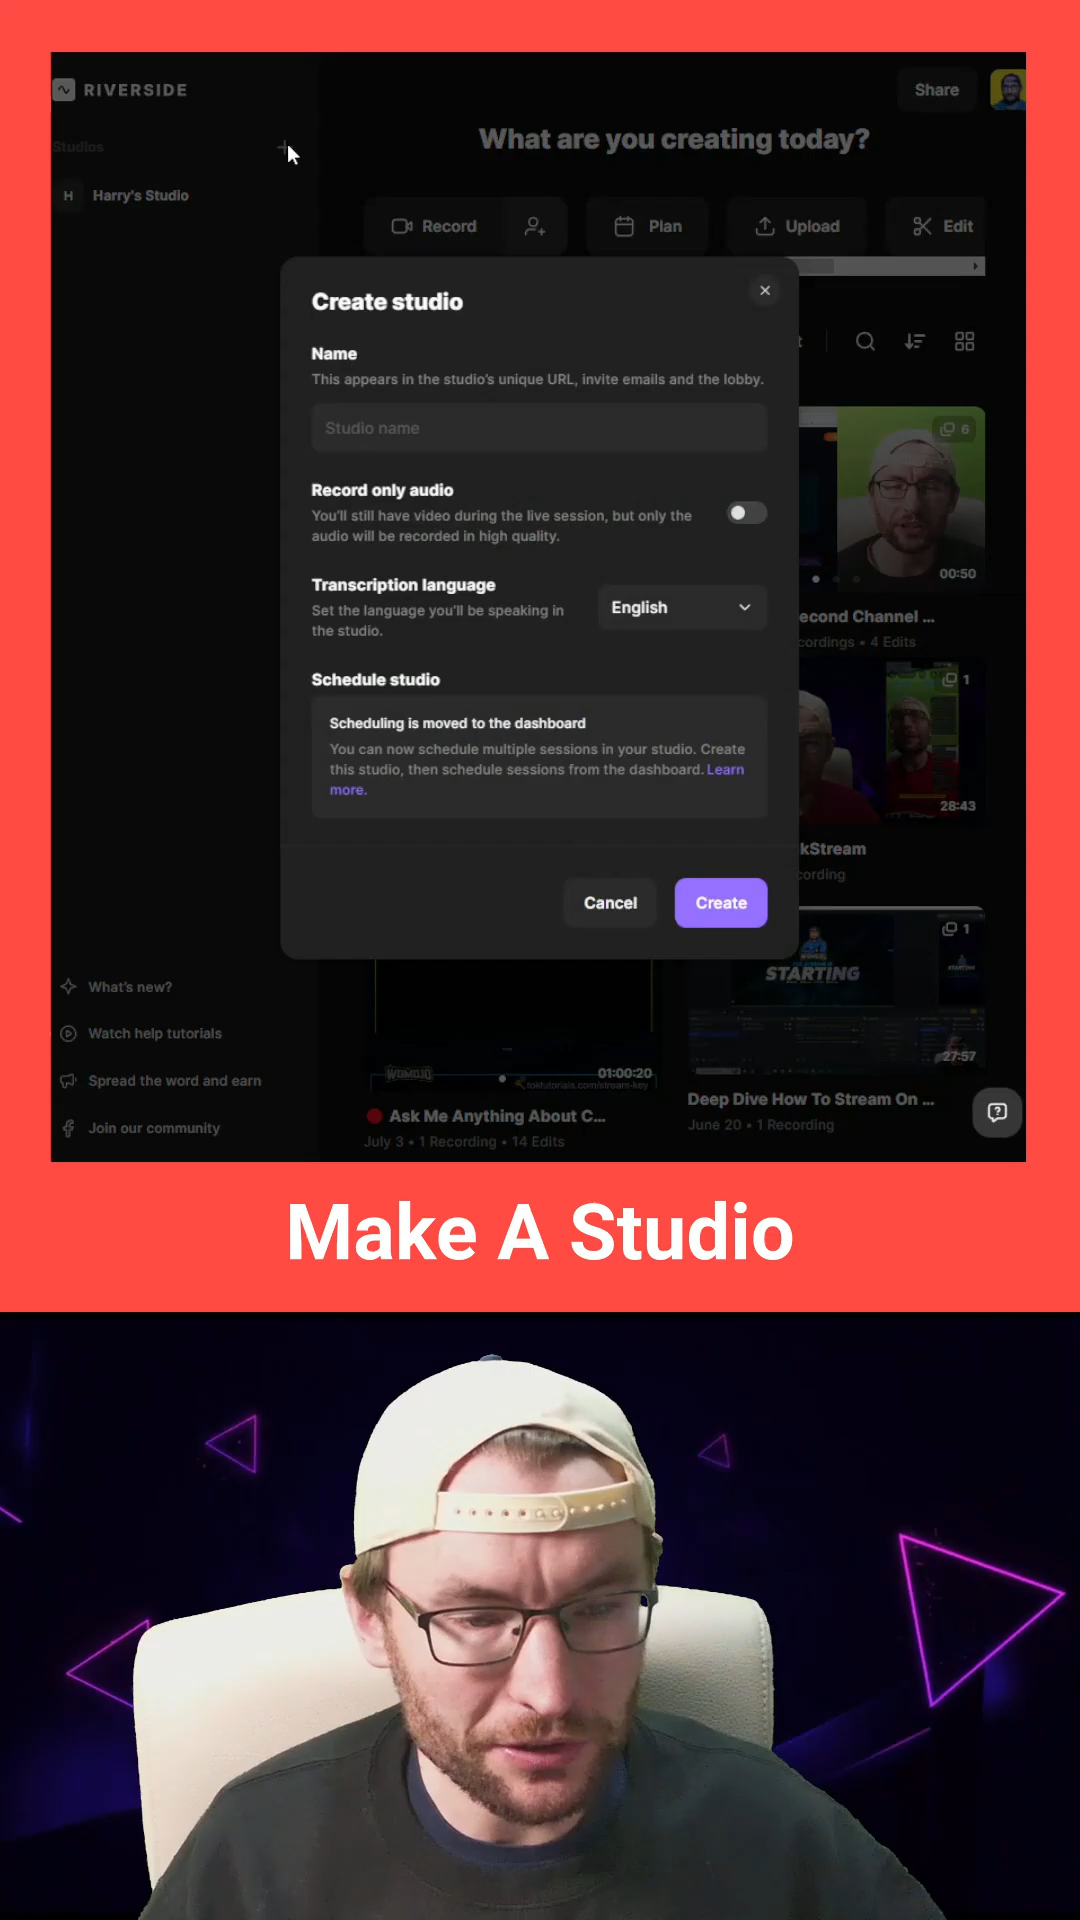 RIVERSIDE
Share
Studios
What are you creating today?
H Harry's Studio
Record
Plan
Upload
Edit
Create studio
Name
This appears in the studio's unique URL, invite emails and the lobby.
Studio name
Record only audio
You'll still have video during the live session, but only the
audio will be recorded in high quality.
Transcription language
Set the language you'll be speaking in
the studio.
English
Schedule studio
Scheduling is moved to the dashboard
You can now schedule multiple sessions in your studio. Create
this studio, then schedule sessions from the dashboard. Learn
more.
Cancel
Create
6
00:50
econd Channel ...
cordings • 4 Edits
1
28:43
kStream
cording
1
STARTING
STARTING
27:57
Deep Dive How To Stream On ...
June 20 • 1 Recording
01:00:20
toktutorials.com/stream-key
Ask Me Anything About C...
July 3 • 1 Recording • 14 Edits
What's new?
Watch help tutorials
Spread the word and earn
Join our community
Make A Studio